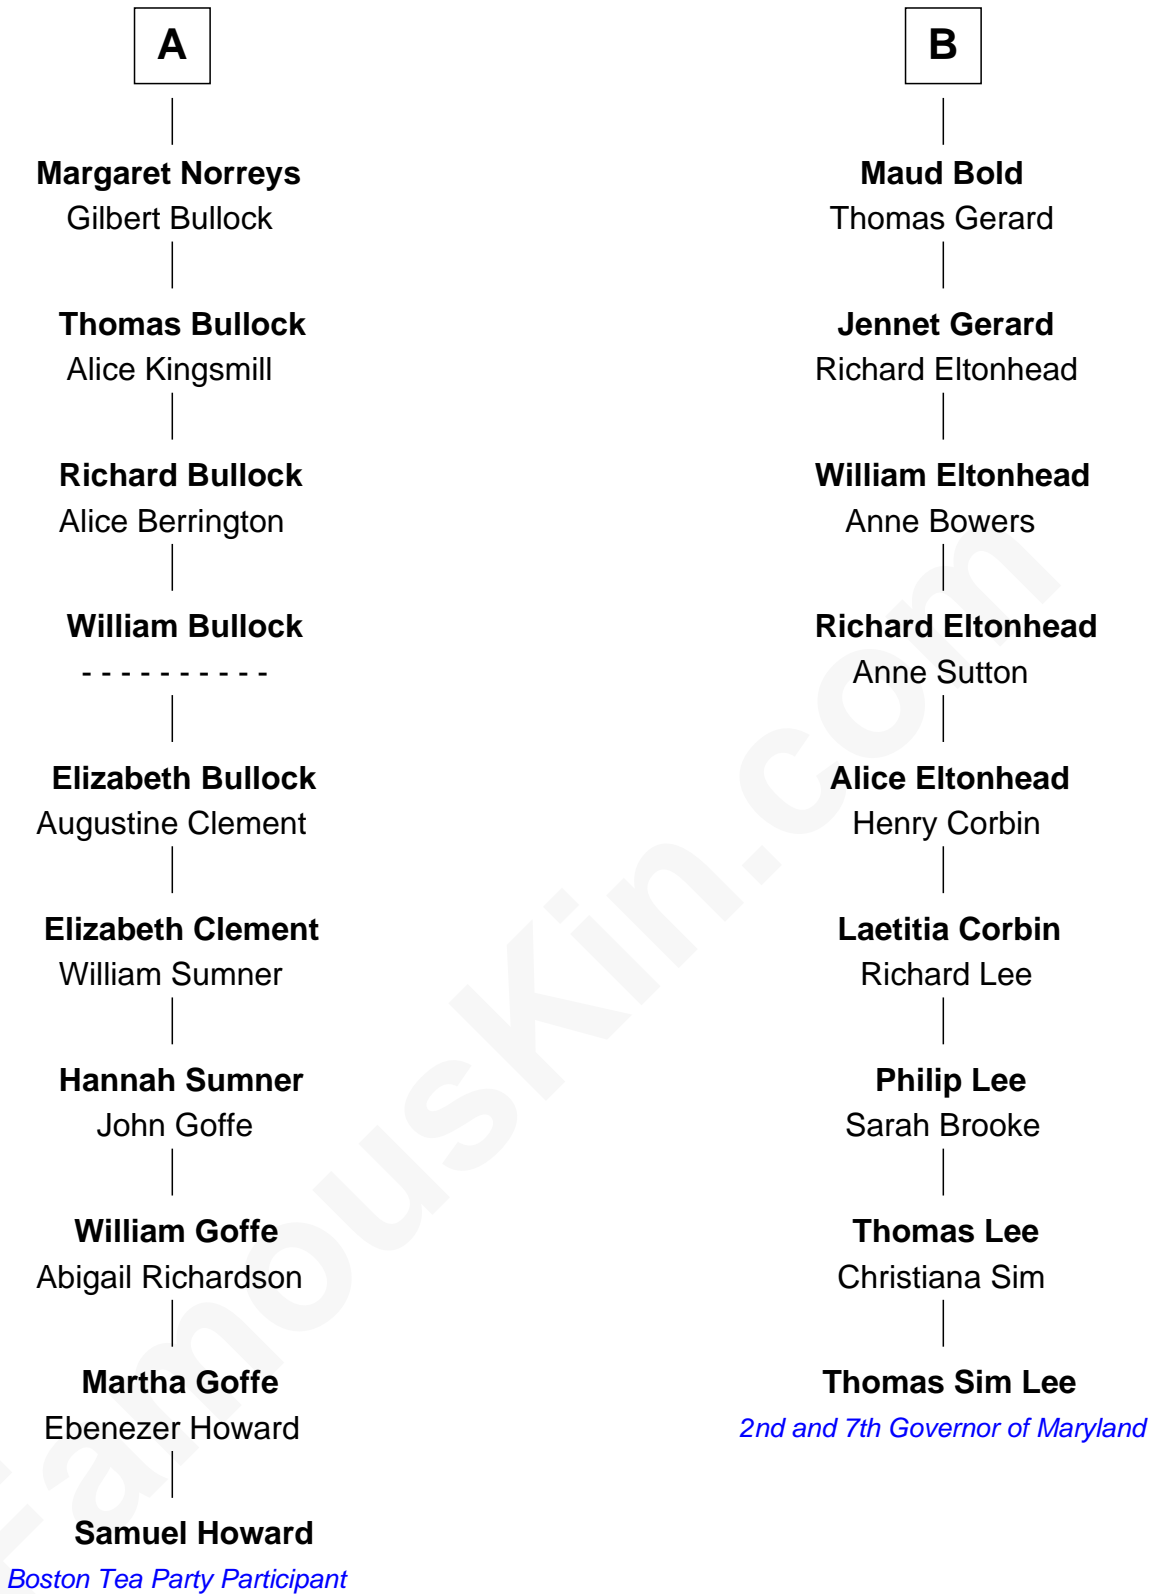 A
Margaret Norreys
Gilbert Bullock
Thomas Bullock
Alice Kingsmill
Richard Bullock
Alice Berrington
William Bullock
- - - - - - - - - -
Elizabeth Bullock
Augustine Clement
Elizabeth Clement
William Sumner
Hannah Sumner
John Goffe
William Goffe
Abigail Richardson
Martha Goffe
Ebenezer Howard
Samuel Howard
Boston Tea Party Participant
B
Maud Bold
Thomas Gerard
Jennet Gerard
Richard Eltonhead
William Eltonhead
Anne Bowers
Richard Eltonhead
Anne Sutton
Alice Eltonhead
Henry Corbin
Laetitia Corbin
Richard Lee
Philip Lee
Sarah Brooke
Thomas Lee
Christiana Sim
Thomas Sim Lee
2nd and 7th Governor of Maryland
FamousKin.com